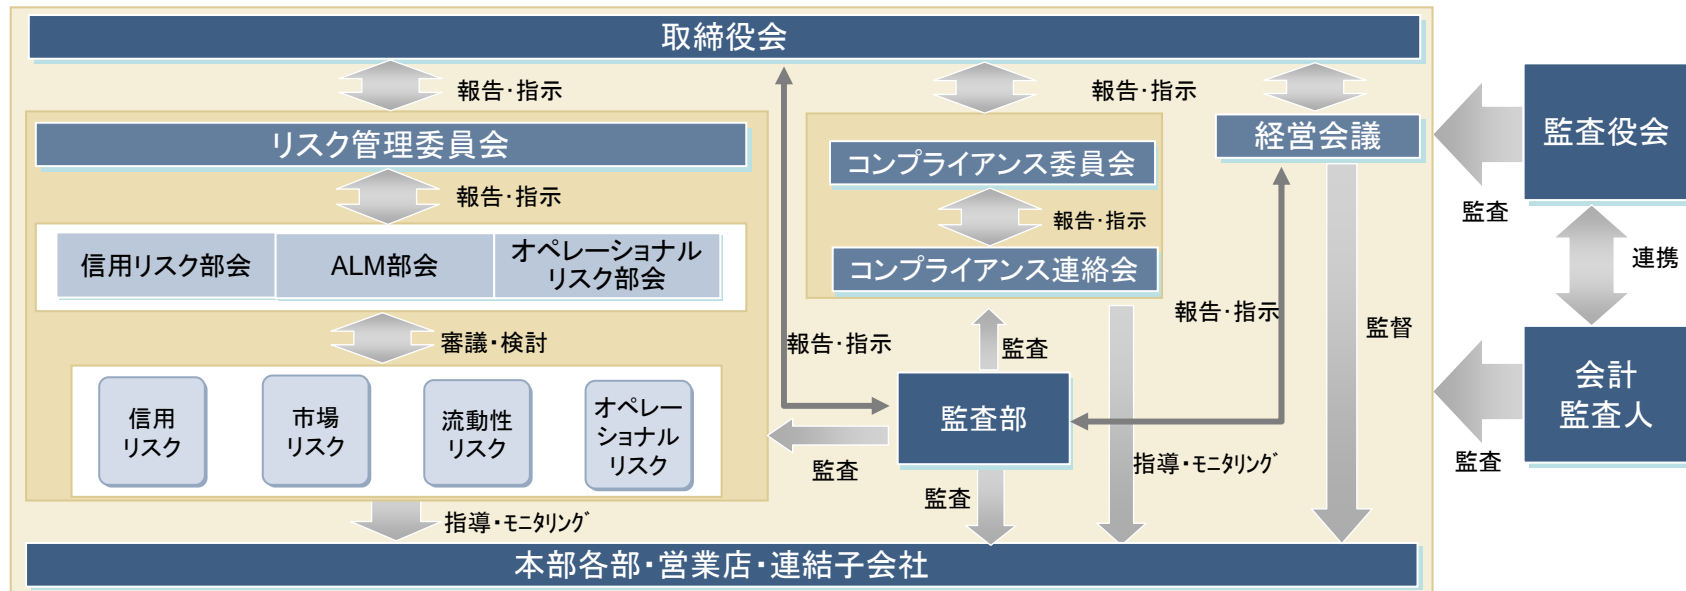 取締役会
報告・指示
報告・指示
リスク管理委員会
コンプライアンス委員会
経営会議
監査役会
監査
報告・指示
報告・指示
連携
信用リスク部会
ALM部会
オペレーショナル
リスク部会
コンプライアンス連絡会
審議・検討
報告・指示
監査
報告・指示
監督
信用
リスク
市場
リスク
流動性
リスク
オペレー
ショナル
リスク
監査部
会計
監査人
監査
監査
監査
指導・モニタリング
指導・モニタリング
本部各部・営業店・連結子会社